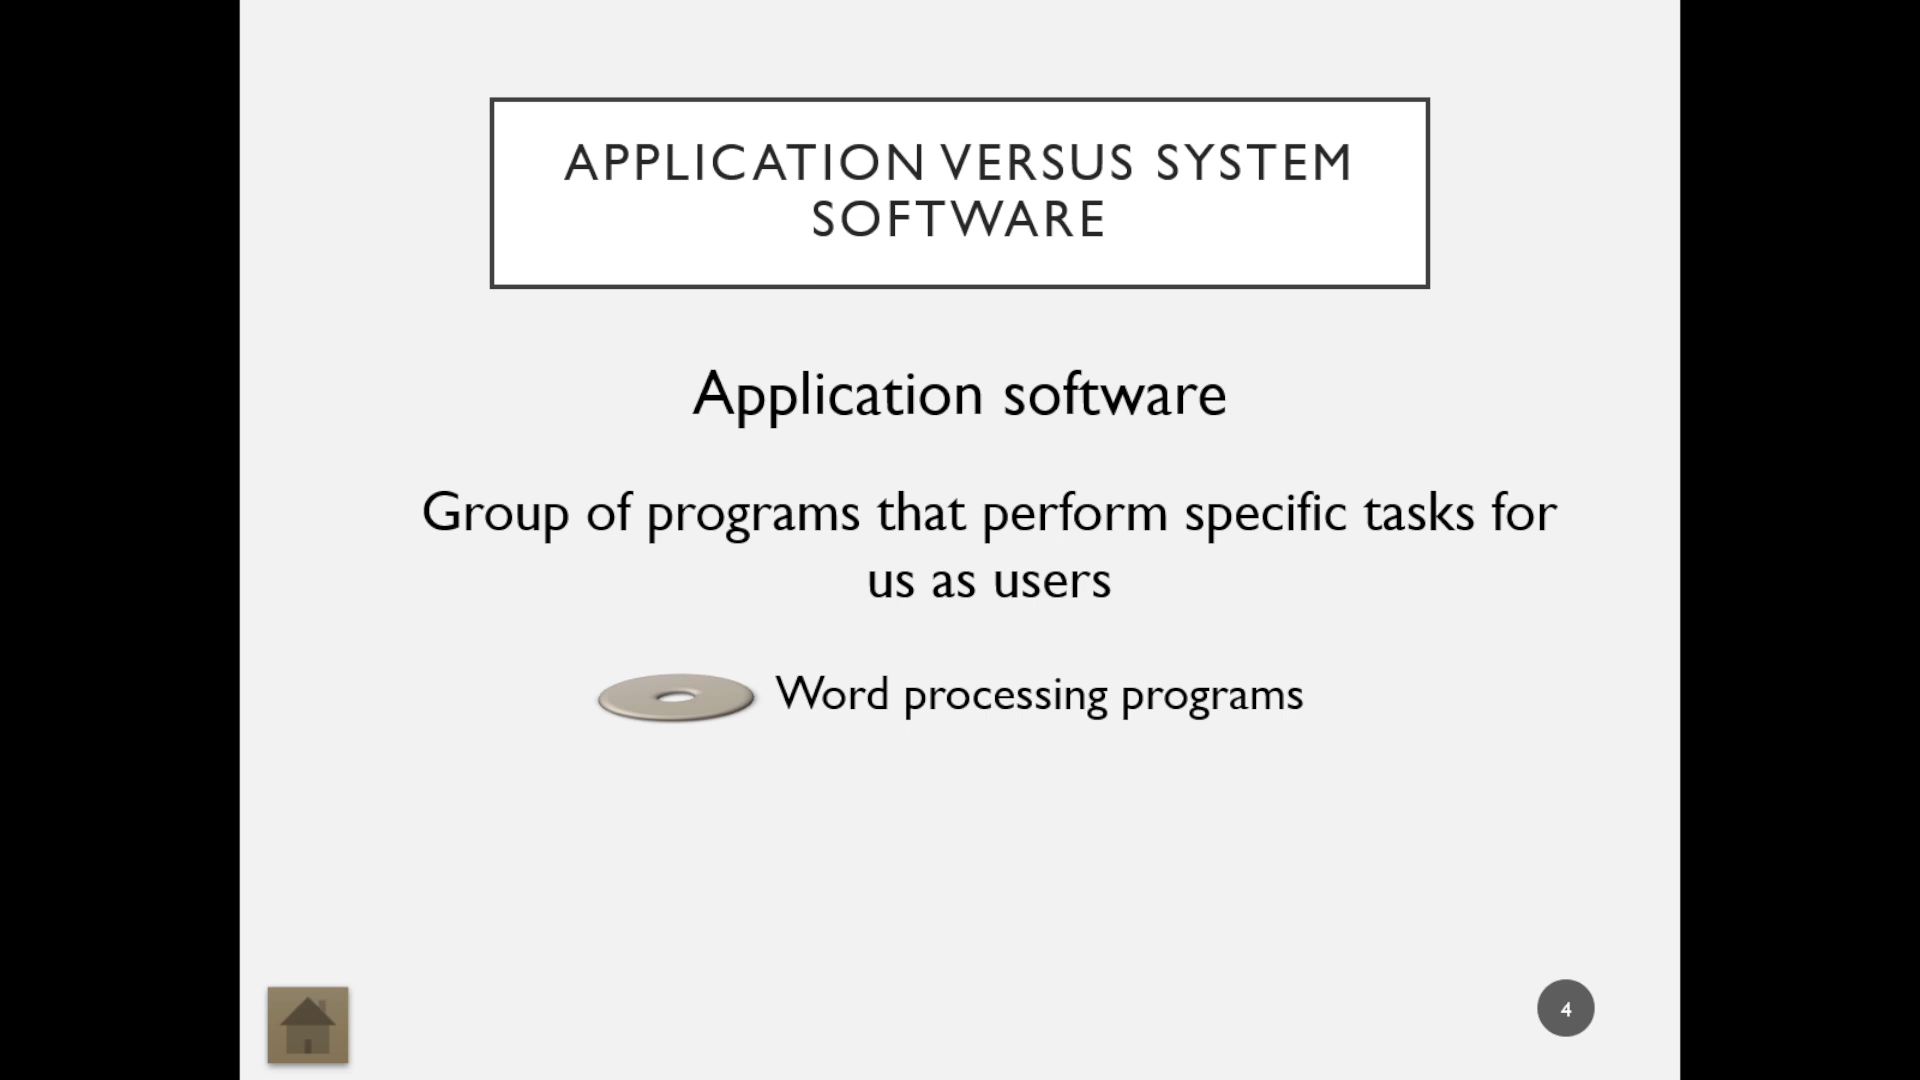 APPLICATION VERSUS SYSTEM
SOFTWARE
Application software
Group of programs that perform specific tasks for
us as users
Word processing programs
4